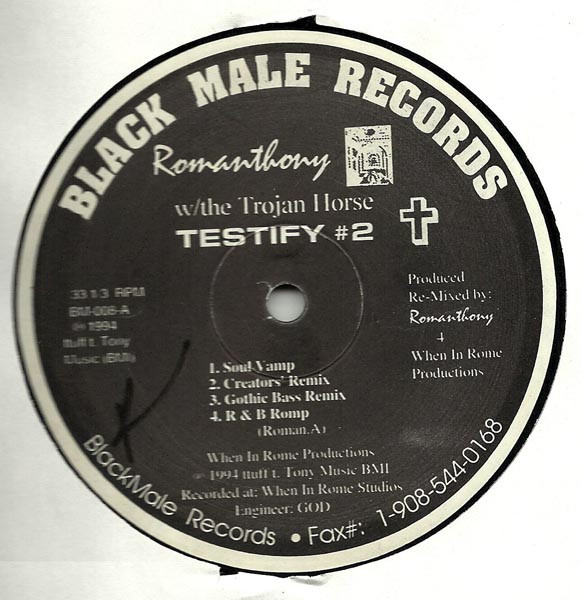 BLACK MALE RECORDS
Romanthony
w/the Trojan Horse
TESTIFY #2
33 1/3 RPM
BM-006-A
℗ 1994
Music (BMI)
Produced
Re-Mixed by:
Romanthony
4
When In Rome
Productions
1. Soul Vamp
2. Creators' Remix
3. Gothic Bass Remix
4. R & B Romp
(Roman.A)
When In Rome Productions
℗ 1994 ttuff t. Tony Music BMI
Recorded at: When In Rome Studios
Engineer: GOD
BlackMale Records • Fax#: 1-908-544-0168